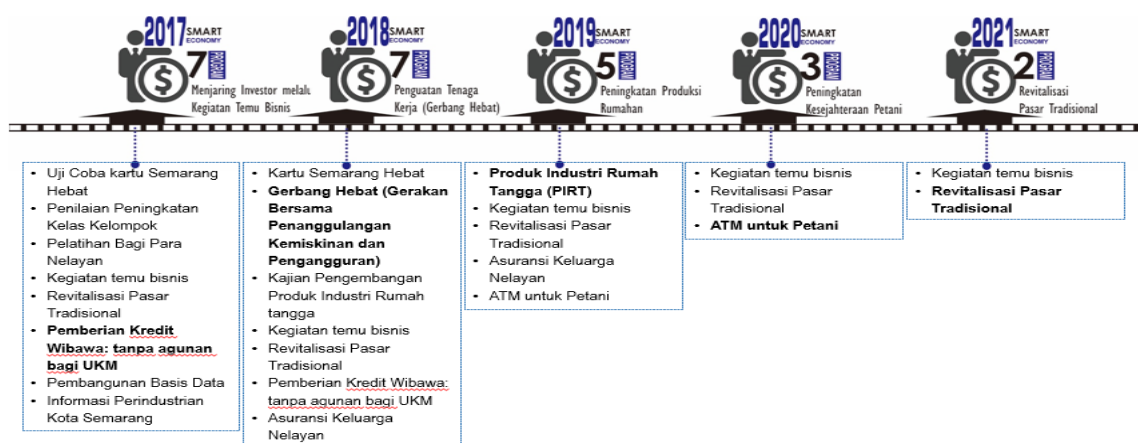 2017 SMART
ECONOMY
7 PROGRAM
Menjaring Investor melalu
Kegiatan Temu Bisnis
2018 SMART
ECONOMY
7 PROGRAM
Penguatan Tenaga
Kerja (Gerbang Hebat)
2019 SMART
ECONOMY
5 PROGRAM
Peningkatan Produksi
Rumahan
2020 SMART
ECONOMY
3 PROGRAM
Peningkatan
Kesejahteraan Petani
2021 SMART
ECONOMY
2 PROGRAM
Revitalisasi
Pasar Tradisional
• Uji Coba kartu Semarang
Hebat
• Penilaian Peningkatan
Kelas Kelompok
• Pelatihan Bagi Para
Nelayan
• Kegiatan temu bisnis
• Revitalisasi Pasar
Tradisional
• Pemberian Kredit
Wibawa: tanpa agunan
bagi UKM
• Pembangunan Basis Data
• Informasi Perindustrian
Kota Semarang
• Kartu Semarang Hebat
• Gerbang Hebat (Gerakan
Bersama
Penanggulangan
Kemiskinan dan
Pengangguran)
• Kajian Pengembangan
Produk Industri Rumah
tangga
• Kegiatan temu bisnis
• Revitalisasi Pasar
Tradisional
• Pemberian Kredit Wibawa:
tanpa agunan bagi UKM
• Asuransi Keluarga
Nelayan
• Produk Industri Rumah
Tangga (PIRT)
• Kegiatan temu bisnis
• Revitalisasi Pasar
Tradisional
• Asuransi Keluarga
Nelayan
• ATM untuk Petani
• Kegiatan temu bisnis
• Revitalisasi Pasar
Tradisional
• ATM untuk Petani
• Kegiatan temu bisnis
• Revitalisasi Pasar
Tradisional